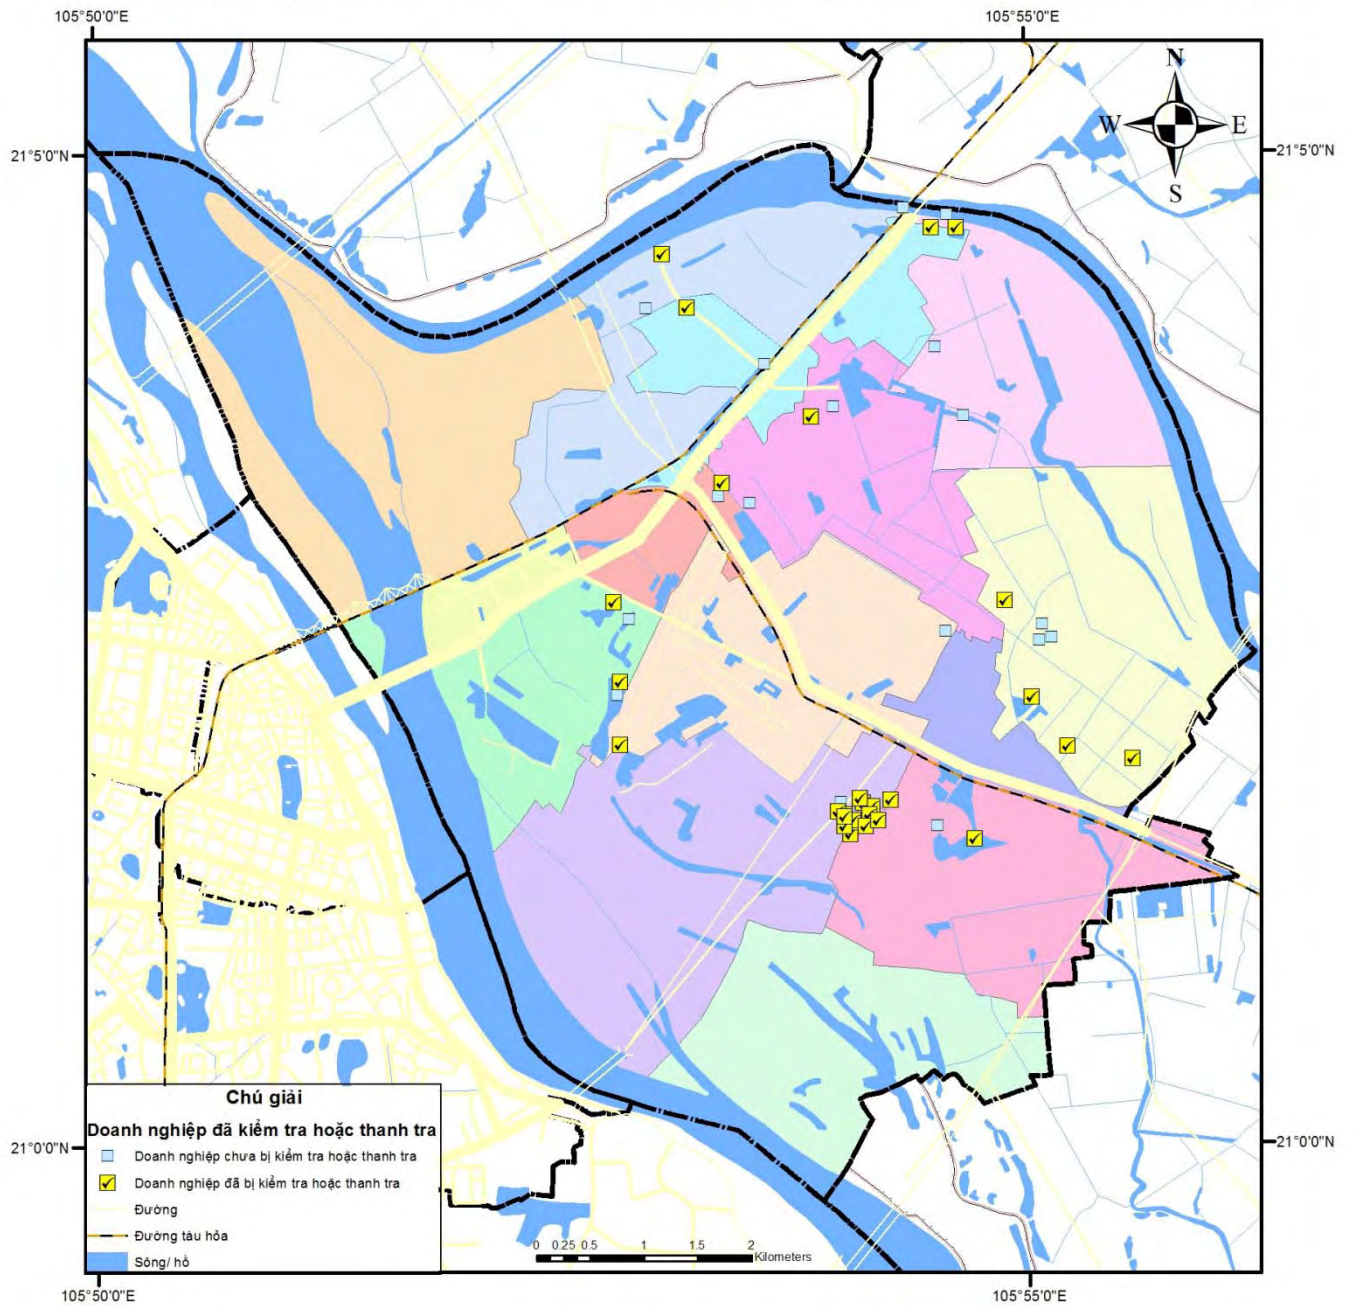 105°50'0"E
105°55'0"E
N
W
E
S
21°5'0"N
21°5'0"N
Chú giải
Doanh nghiệp đã kiểm tra hoặc thanh tra
Doanh nghiệp chưa bị kiểm tra hoặc thanh tra
Doanh nghiệp đã bị kiểm tra hoặc thanh tra
Đường
Đường tàu hỏa
Sông/ hồ
21°0'0"N
21°0'0"N
0 0.25 0.5 1 1.5 2
Kilometers
105°50'0"E
105°55'0"E